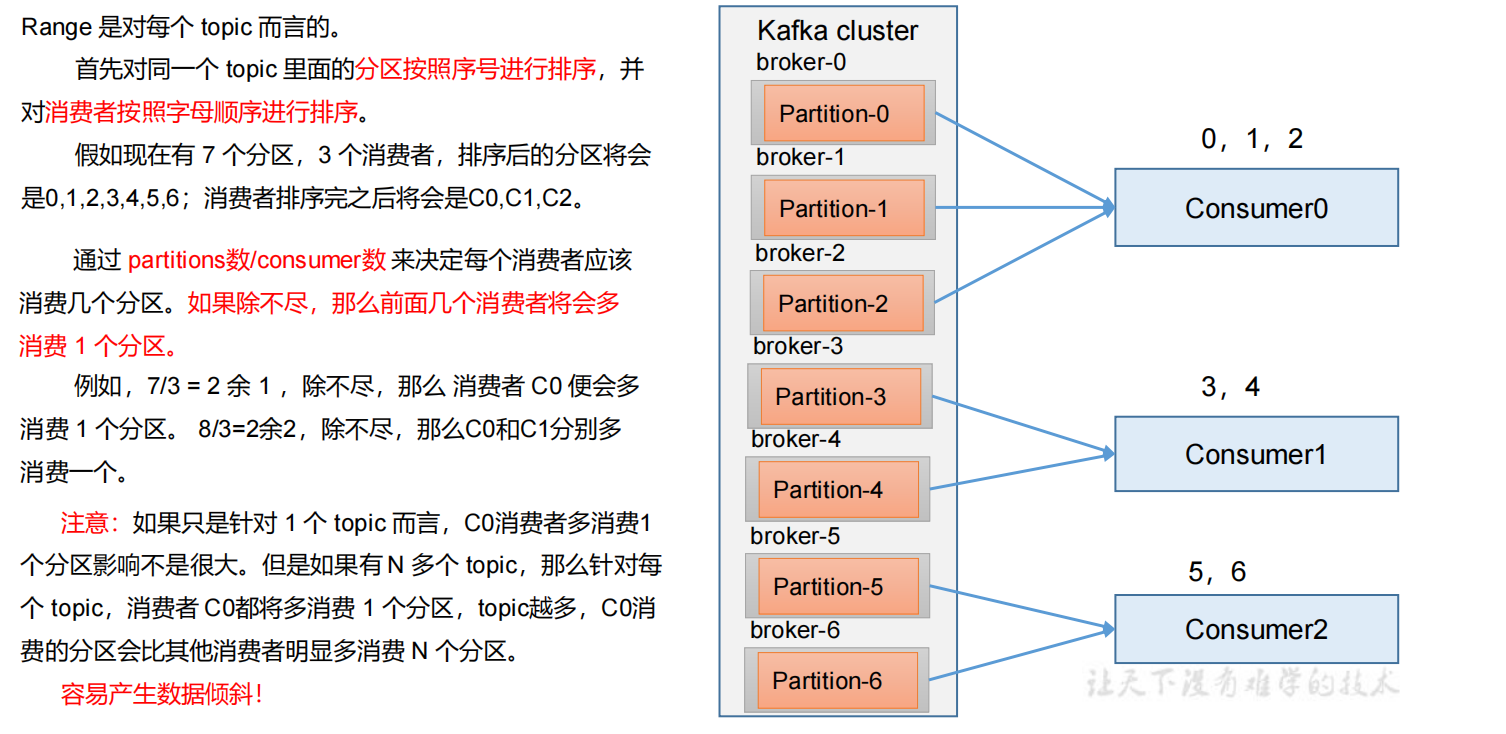 Range 是对每个 topic 而言的。
首先对同一个 topic 里面的分区按照序号进行排序，并
对消费者按照字母顺序进行排序。
假如现在有 7 个分区，3 个消费者，排序后的分区将会
是0,1,2,3,4,5,6；消费者排序完之后将会是C0,C1,C2。
通过 partitions数/consumer数 来决定每个消费者应该
消费几个分区。如果除不尽，那么前面几个消费者将会多
消费 1 个分区。
例如，7/3 = 2 余 1 ，除不尽，那么 消费者 C0 便会多
消费 1 个分区。 8/3=2余2，除不尽，那么C0和C1分别多
消费一个。
注意：如果只是针对 1 个 topic 而言，C0消费者多消费1
个分区影响不是很大。但是如果有 N 多个 topic，那么针对每
个 topic，消费者 C0都将多消费 1 个分区，topic越多，C0消
费的分区会比其他消费者明显多消费 N 个分区。
容易产生数据倾斜！
Kafka cluster
broker-0
Partition-0
broker-1
Partition-1
broker-2
Partition-2
broker-3
Partition-3
broker-4
Partition-4
broker-5
Partition-5
broker-6
Partition-6
0，1，2
Consumer0
3，4
Consumer1
5，6
Consumer2
让天下没有难学的技术